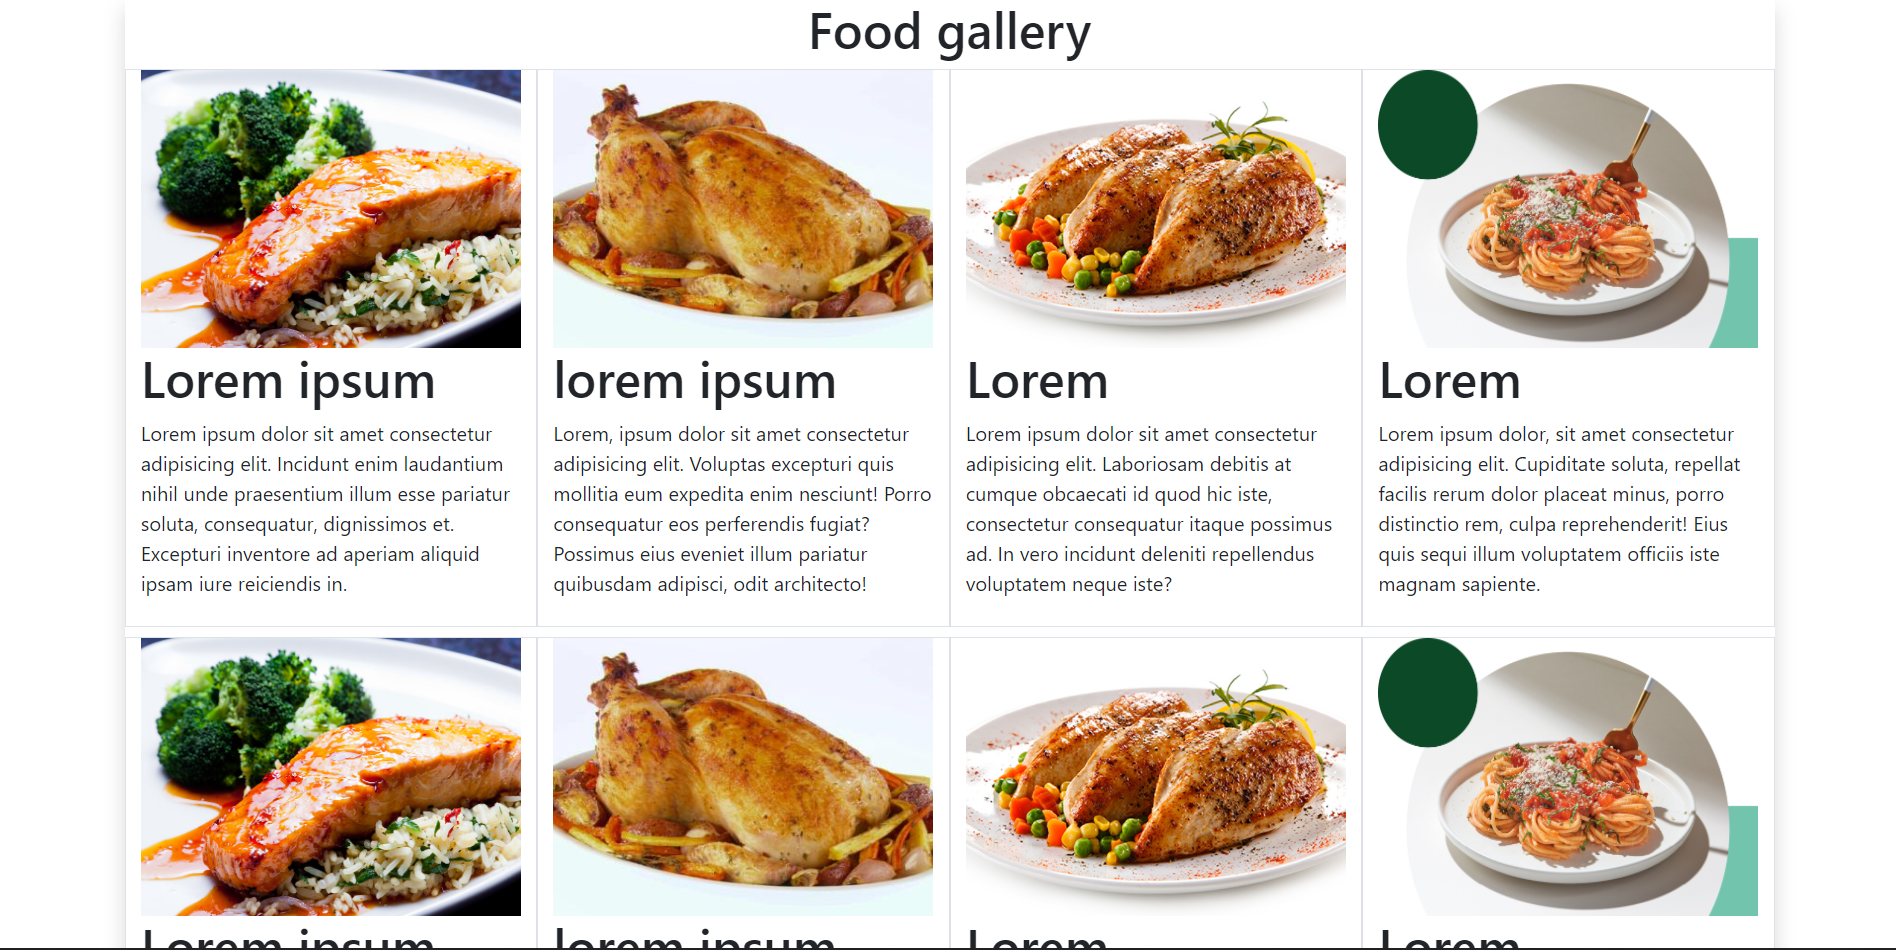 Food gallery
Lorem ipsum
Lorem ipsum dolor sit amet consectetur
adipisicing elit. Incidunt enim laudantium
nihil unde praesentium illum esse pariatur
soluta, consequatur, dignissimos et.
Excepturi inventore ad aperiam aliquid
ipsam iure reiciendis in.
lorem ipsum
Lorem, ipsum dolor sit amet consectetur
adipisicing elit. Voluptas excepturi quis
mollitia eum expedita enim nesciunt! Porro
consequatur eos perferendis fugiat?
Possimus eius eveniet illum pariatur
quibusdam adipisci, odit architecto!
Lorem
Lorem ipsum dolor sit amet consectetur
adipisicing elit. Laboriosam debitis at
cumque obcaecati id quod hic iste,
consectetur consequatur itaque possimus
ad. In vero incidunt deleniti repellendus
voluptatem neque iste?
Lorem
Lorem ipsum dolor, sit amet consectetur
adipisicing elit. Cupiditate soluta, repellat
facilis rerum dolor placeat minus, porro
distinctio rem, culpa reprehenderit! Eius
quis sequi illum voluptatem officiis iste
magnam sapiente.
Lorem ipsum
lorem ipsum
Lorem
Lorem